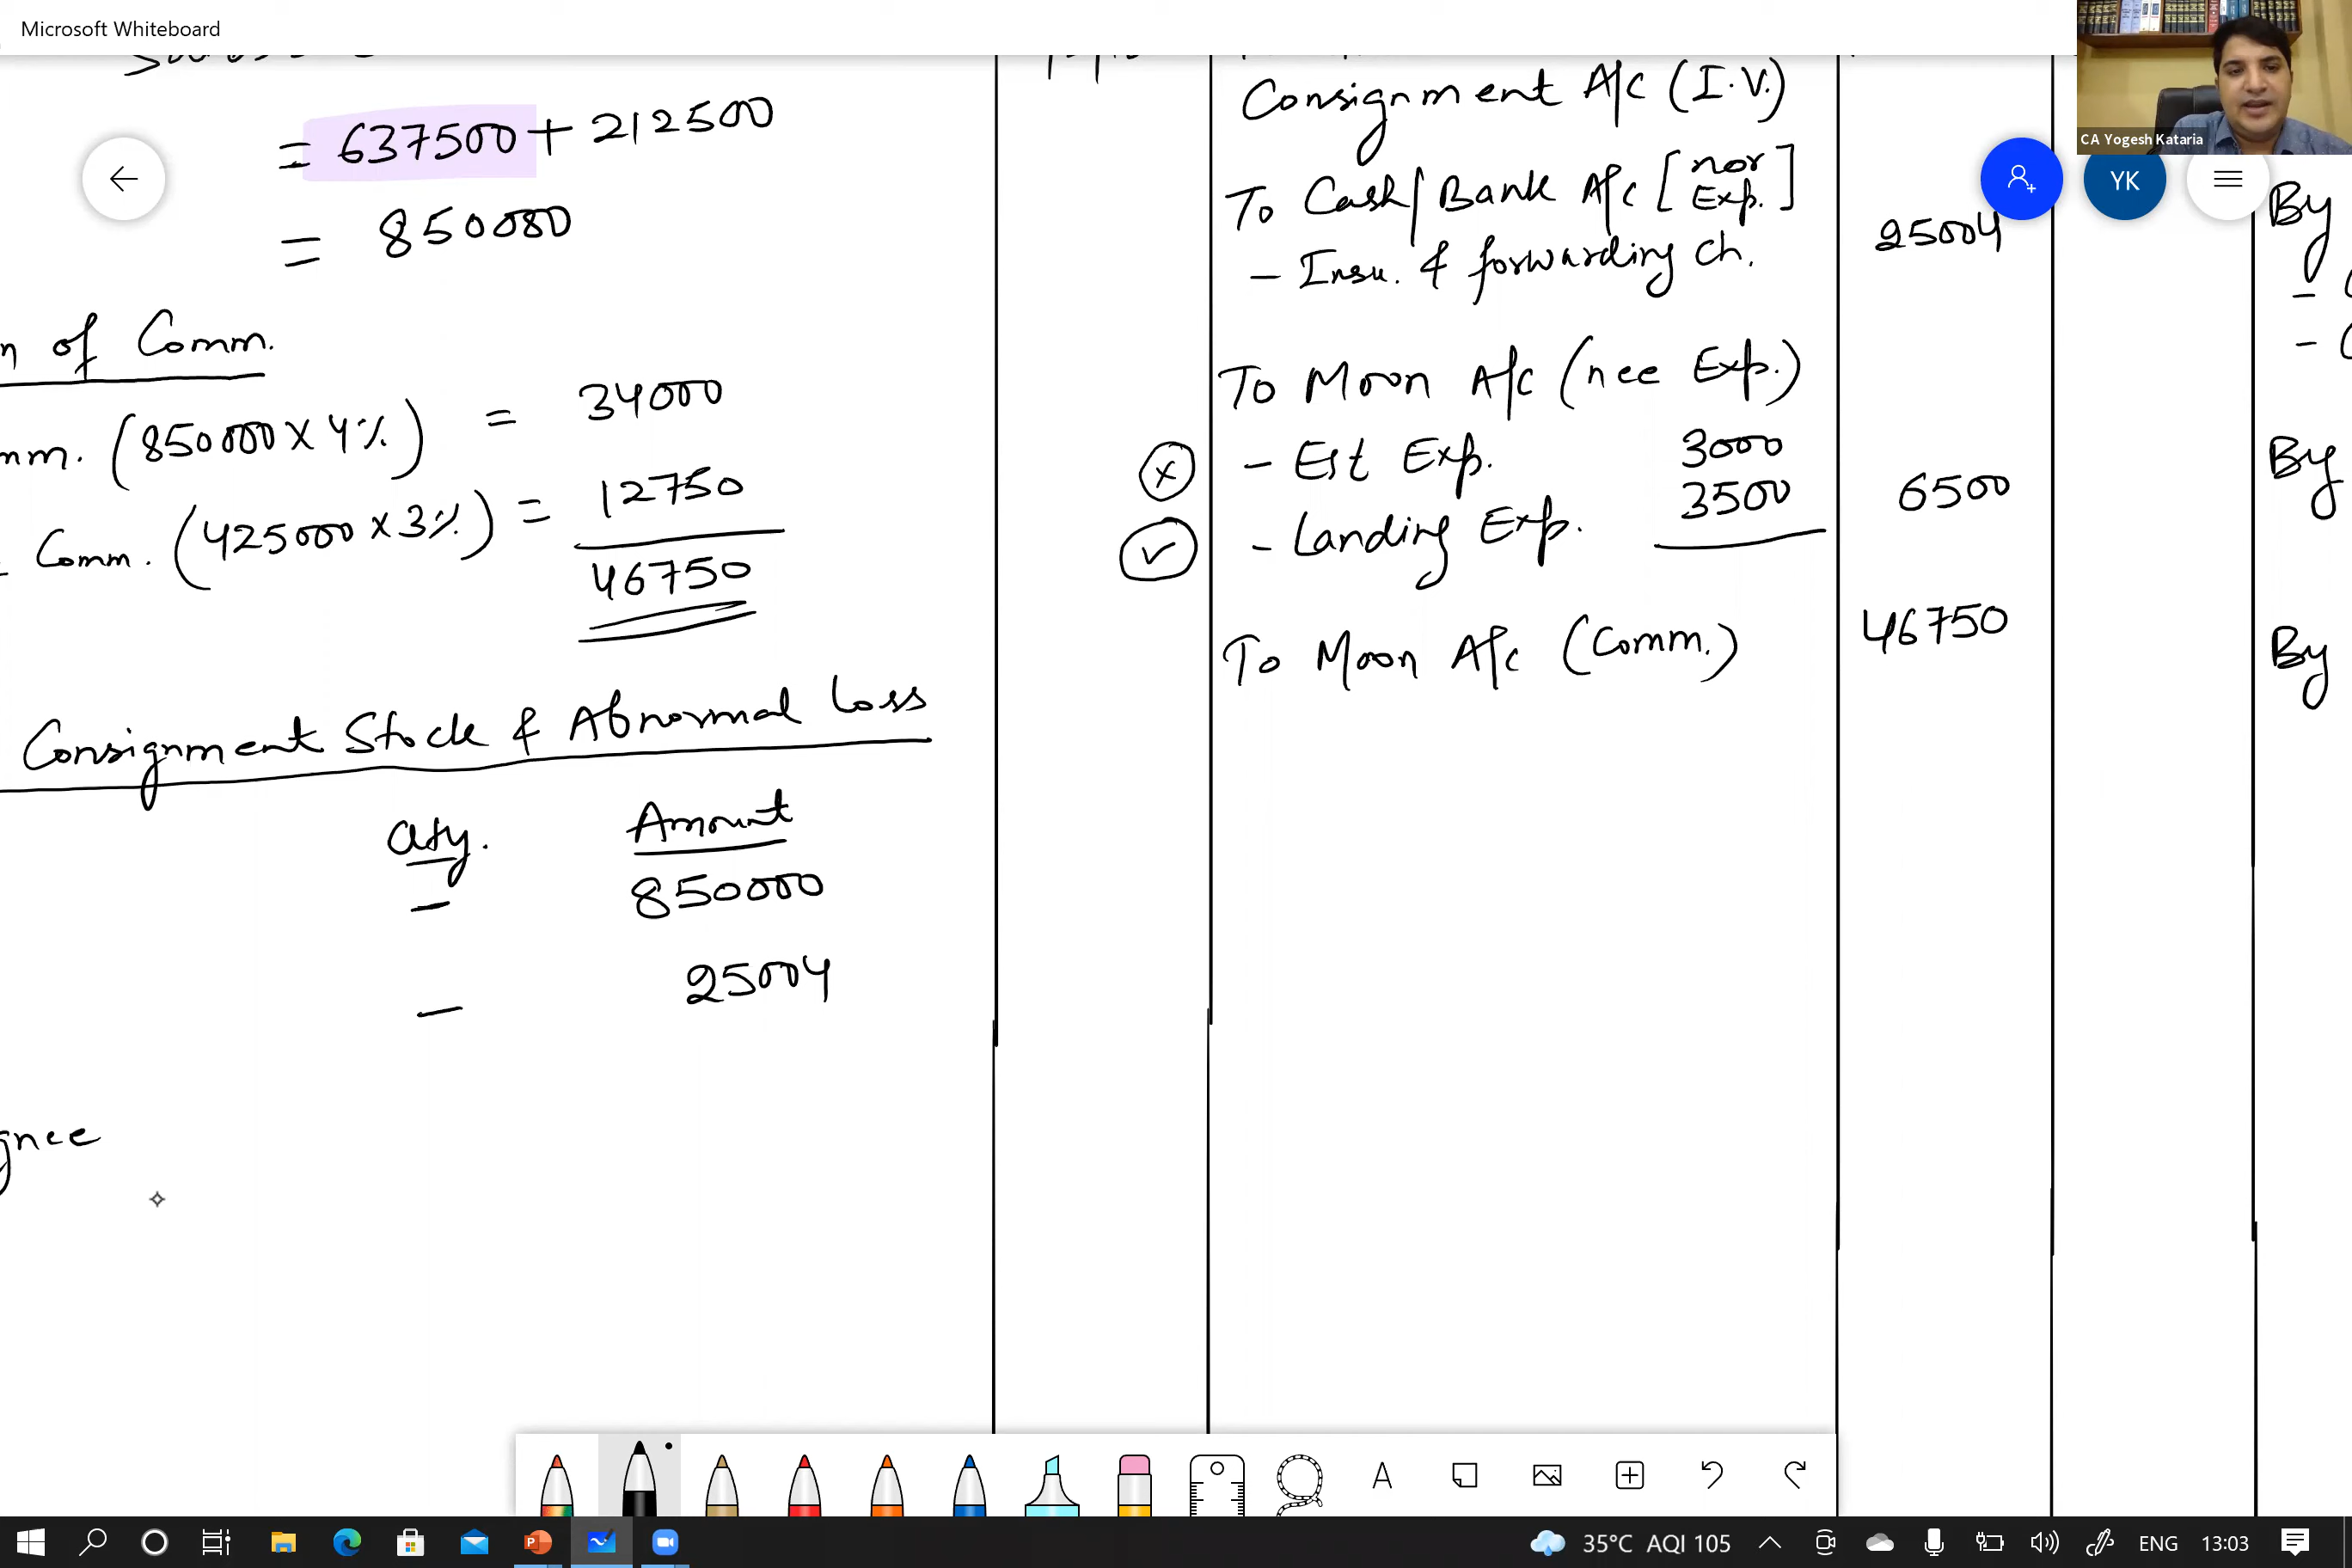 Microsoft Whiteboard
= 637500 + 212500
= 850000
n of Comm.
mm. (850000 x 4%) = 34000
Comm. (425000 x 3%) = 12750
46750
Consignment Stock & Abnormal Loss
Qty. Amount
- 850000
- 25004
gnee
Consignment A/c (I.V.)
To Cash/Bank A/c [nor Exp.]
- Insu. & forwarding ch. 25004
To Moon A/c (nee Exp.)
x - Est Exp. 3000
✓ - Landing Exp. 3500 6500
To Moon A/c (Comm.) 46750
By
-
-
By
By
CA Yogesh Kataria
YK
A
35°C AQI 105
ENG
13:03